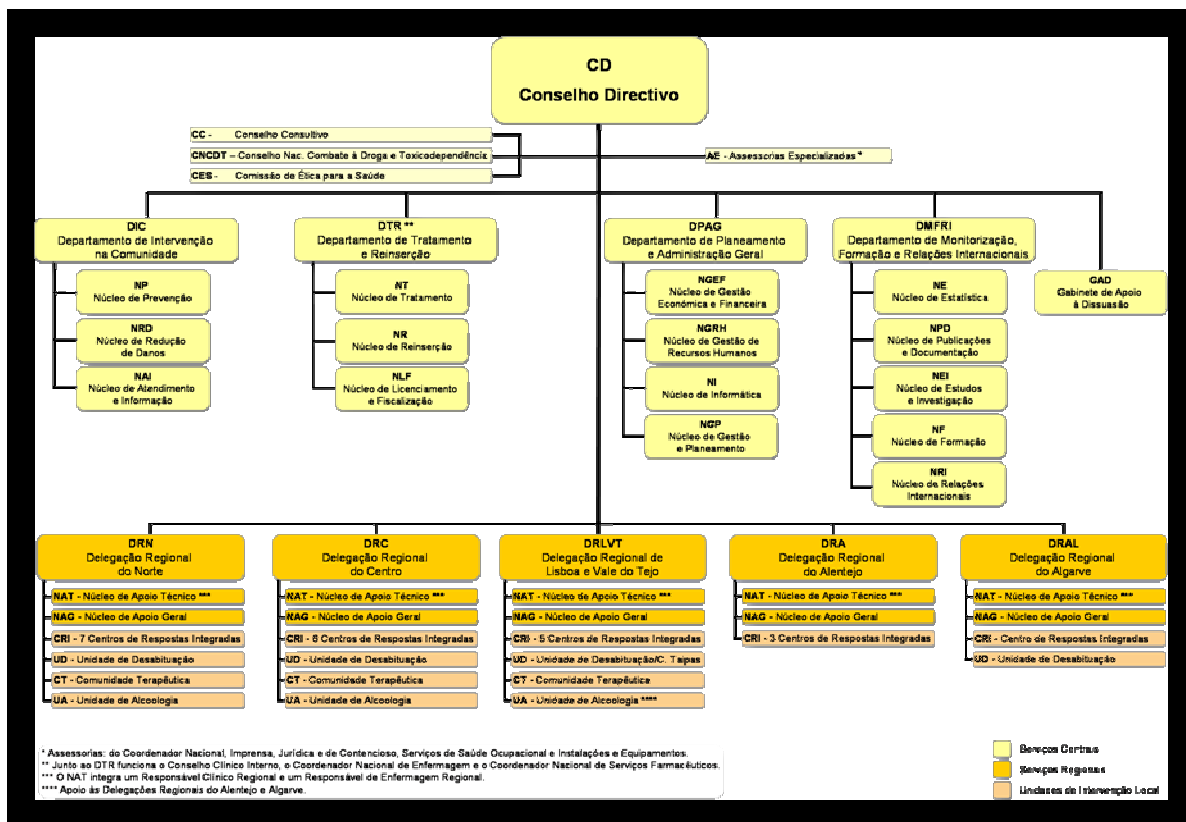 CD
Conselho Directivo
CC - Conselho Consultivo
CNCDT – Conselho Nac. Combate à Droga e Toxicodependência
AE - Assessorias Especializadas *
CES - Comissão de Ética para a Saúde
DIC
Departamento de Intervenção
na Comunidade
NP
Núcleo de Prevenção
NRD
Núcleo de Redução
de Danos
NAI
Núcleo de Atendimento
e Informação
DTR **
Departamento de Tratamento
e Reinserção
NT
Núcleo de Tratamento
NR
Núcleo de Reinserção
NLF
Núcleo de Licenciamento
e Fiscalização
DPAG
Departamento de Planeamento
e Administração Geral
NGEF
Núcleo de Gestão
Económica e Financeira
NGRH
Núcleo de Gestão de
Recursos Humanos
NI
Núcleo de Informática
NGP
Núcleo de Gestão
e Planeamento
DMFRI
Departamento de Monitorização,
Formação e Relações Internacionais
NE
Núcleo de Estatística
NPD
Núcleo de Publicações
e Documentação
NEI
Núcleo de Estudos
e Investigação
NF
Núcleo de Formação
NRI
Núcleo de Relações
Internacionais
GAD
Gabinete de Apoio
à Dissuasão
DRN
Delegação Regional
do Norte
NAT - Núcleo de Apoio Técnico ***
NAG - Núcleo de Apoio Geral
CRI - 7 Centros de Respostas Integradas
UD - Unidade de Desabituação
CT - Comunidade Terapêutica
UA - Unidade de Alcoologia
DRC
Delegação Regional
do Centro
NAT - Núcleo de Apoio Técnico ***
NAG - Núcleo de Apoio Geral
CRI - 6 Centros de Respostas Integradas
UD - Unidade de Desabituação
CT - Comunidade Terapêutica
UA - Unidade de Alcoologia
DRLVT
Delegação Regional de
Lisboa e Vale do Tejo
NAT - Núcleo de Apoio Técnico ***
NAG - Núcleo de Apoio Geral
CRI - 5 Centros de Respostas Integradas
UD - Unidade de Desabituação/C. Taipas
CT - Comunidade Terapêutica
UA - Unidade de Alcoologia ****
DRA
Delegação Regional
do Alentejo
NAT - Núcleo de Apoio Técnico ***
NAG - Núcleo de Apoio Geral
CRI - 3 Centros de Respostas Integradas
DRAL
Delegação Regional
do Algarve
NAT - Núcleo de Apoio Técnico ***
NAG - Núcleo de Apoio Geral
CRI - Centro de Respostas Integradas
UD - Unidade de Desabituação
* Assessorias: do Coordenador Nacional, Imprensa, Jurídica e de Contencioso, Serviços de Saúde Ocupacional e Instalações e Equipamentos.
** Junto ao DTR funciona o Conselho Clínico Interno, o Coordenador Nacional de Enfermagem e o Coordenador Nacional de Serviços Farmacêuticos.
*** O NAT integra um Responsável Clínico Regional e um Responsável de Enfermagem Regional.
**** Apoio às Delegações Regionais do Alentejo e Algarve.
Serviços Centrais
Serviços Regionais
Unidades de Intervenção Local